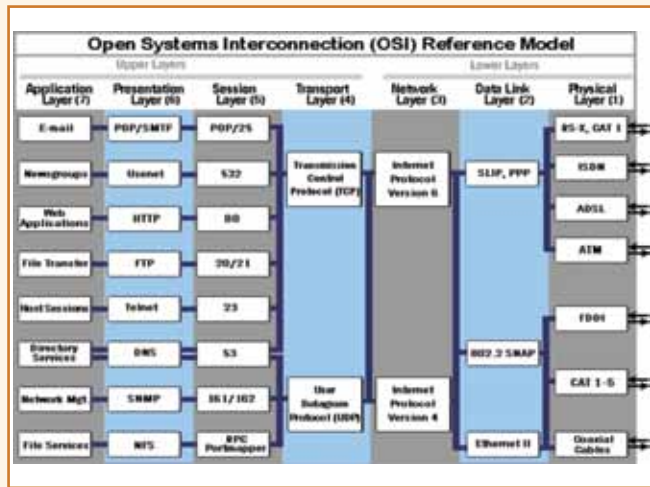 Open Systems Interconnection (OSI) Reference Model
Upper Layers
Lower Layers
Application
Layer (7)
Presentation
Layer (6)
Session
Layer (5)
Transport
Layer (4)
Network
Layer (3)
Data Link
Layer (2)
Physical
Layer (1)
E-mail
POP/SMTP
POP/25
Newsgroups
Usenet
532
Web
Applications
HTTP
80
File Transfer
FTP
20/21
Host Sessions
Telnet
23
Directory
Services
DNS
53
Network Mgt.
SNMP
161/162
File Services
NFS
RPC
Portmapper
Transmission
Control
Protocol (TCP)
User
Datagram
Protocol (UDP)
Internet
Protocol
Version 6
Internet
Protocol
Version 4
SLIP, PPP
802.2 SNAP
Ethernet II
RS-X, CAT 1
ISDN
ADSL
ATM
FDDI
CAT 1-5
Coaxial
Cables